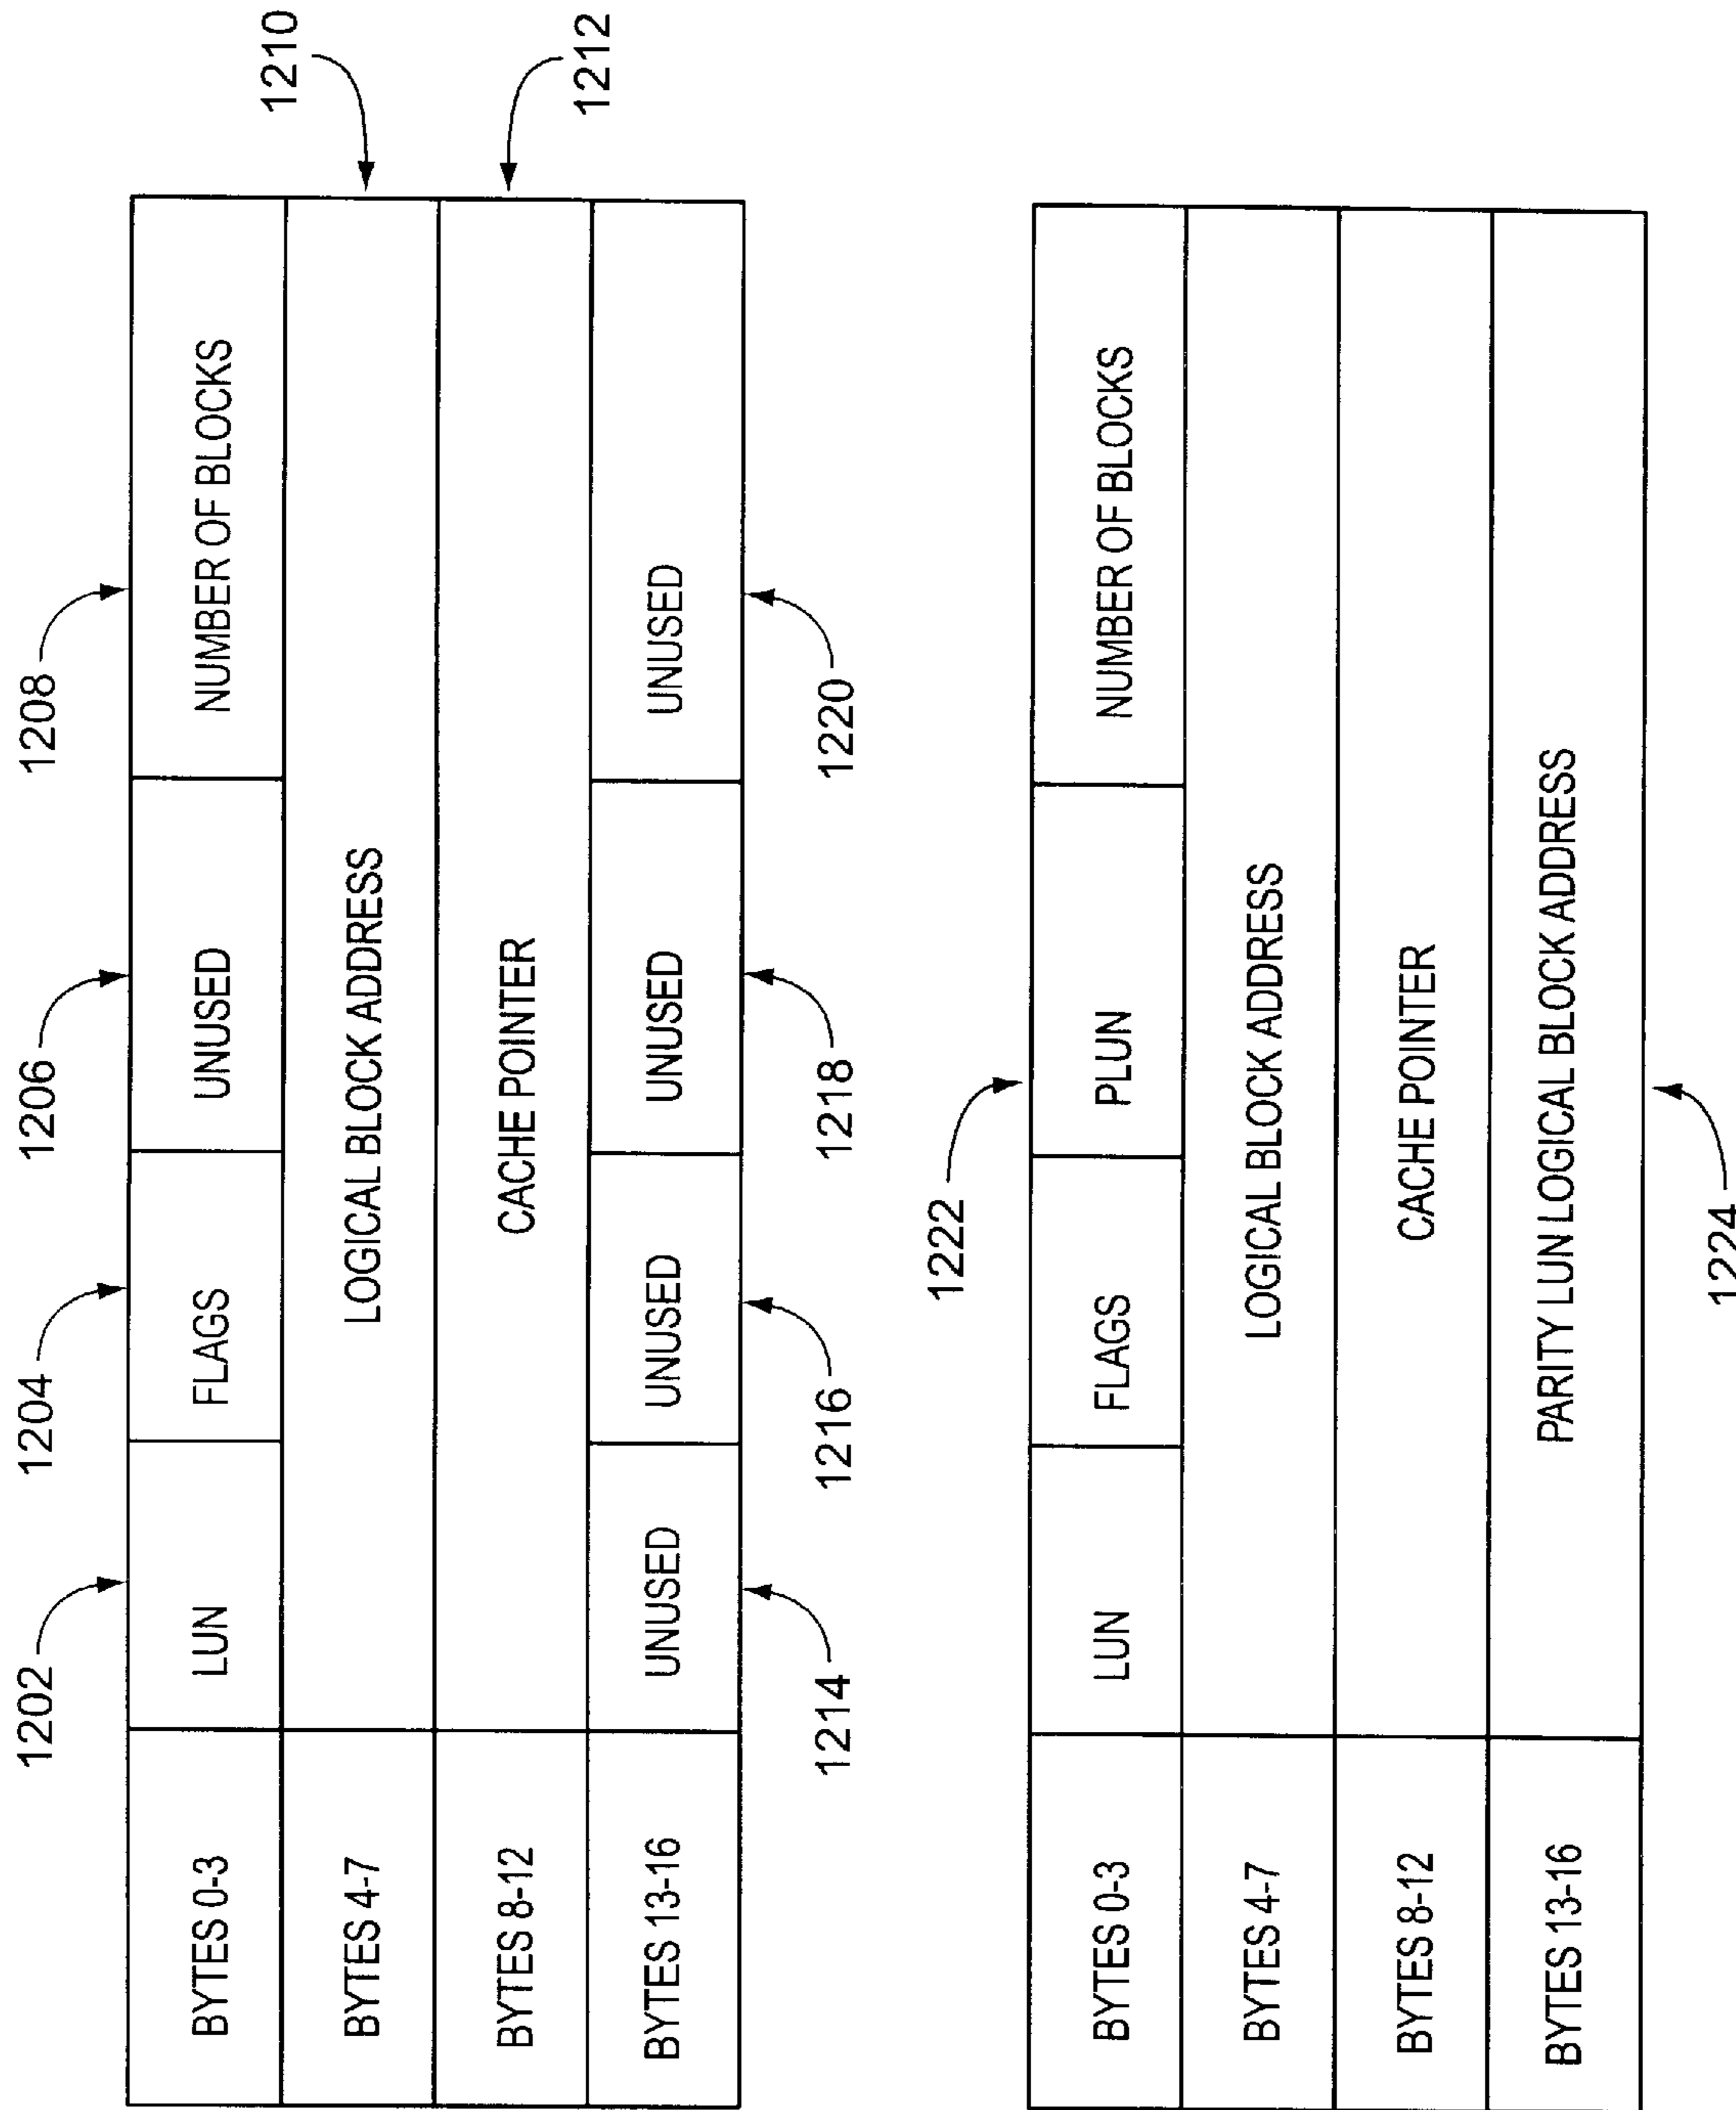 1202
1204
1206
1208
BYTES 0-3
LUN
FLAGS
UNUSED
NUMBER OF BLOCKS
1210
BYTES 4-7
LOGICAL BLOCK ADDRESS
1212
BYTES 8-12
CACHE POINTER
BYTES 13-16
UNUSED
UNUSED
UNUSED
UNUSED
1214
1216
1218
1220
1222
BYTES 0-3
LUN
FLAGS
PLUN
NUMBER OF BLOCKS
BYTES 4-7
LOGICAL BLOCK ADDRESS
BYTES 8-12
CACHE POINTER
BYTES 13-16
PARITY LUN LOGICAL BLOCK ADDRESS
1224